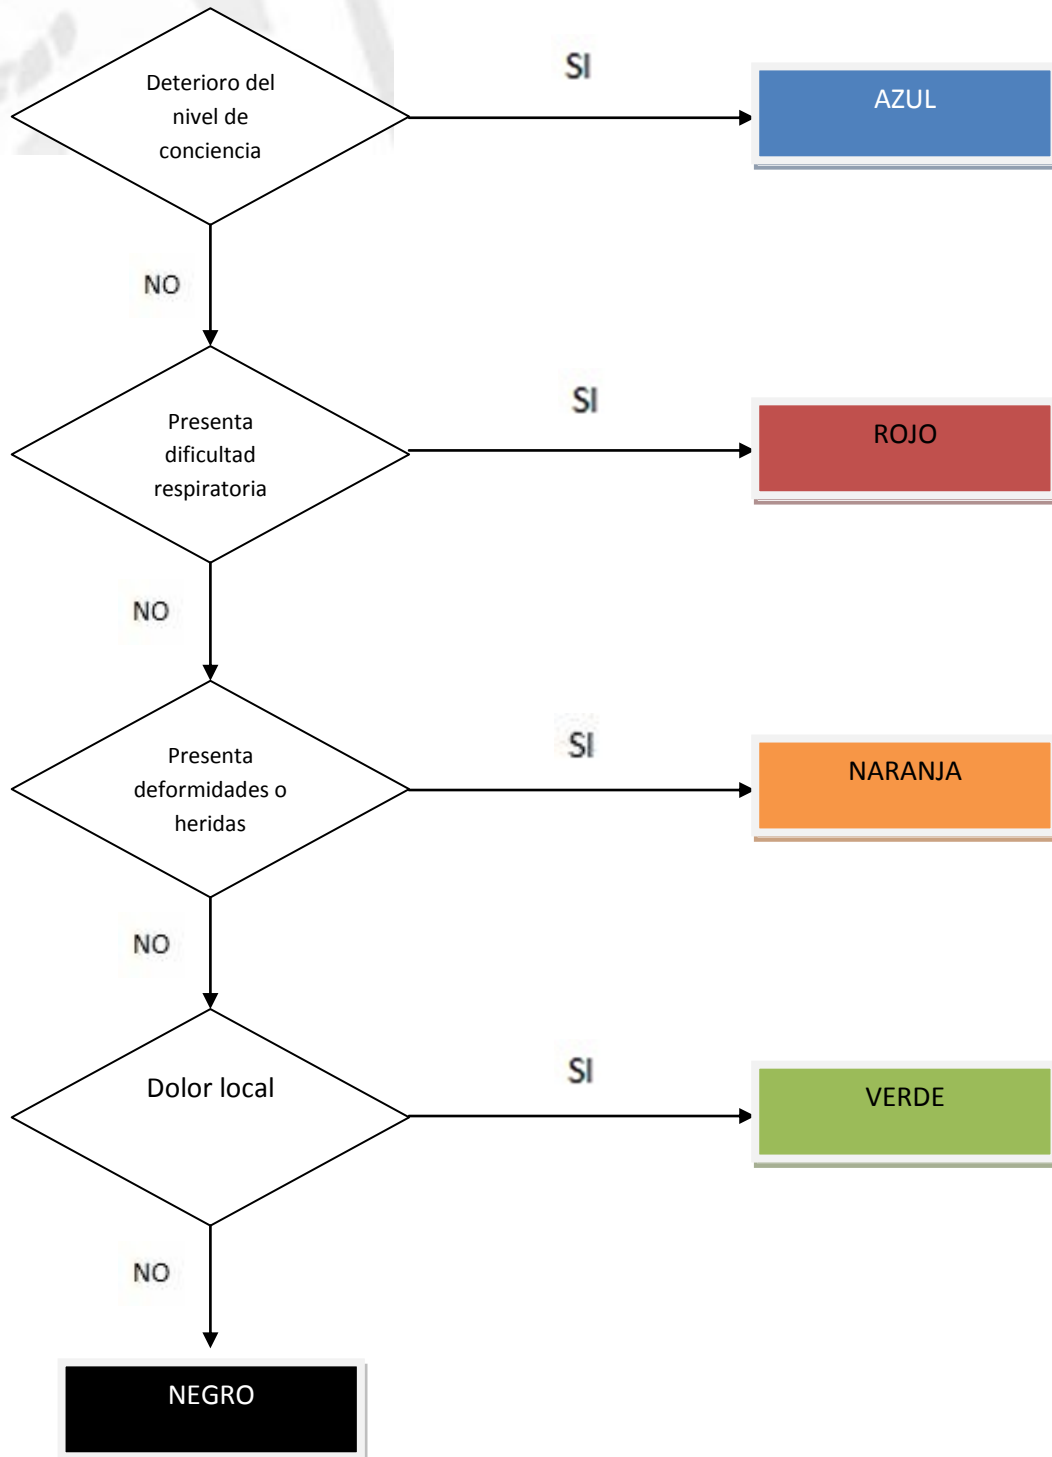 Deterioro del
nivel de
conciencia
SI
AZUL
NO
Presenta
dificultad
respiratoria
SI
ROJO
NO
Presenta
deformidades o
heridas
SI
NARANJA
NO
Dolor local
SI
VERDE
NO
NEGRO